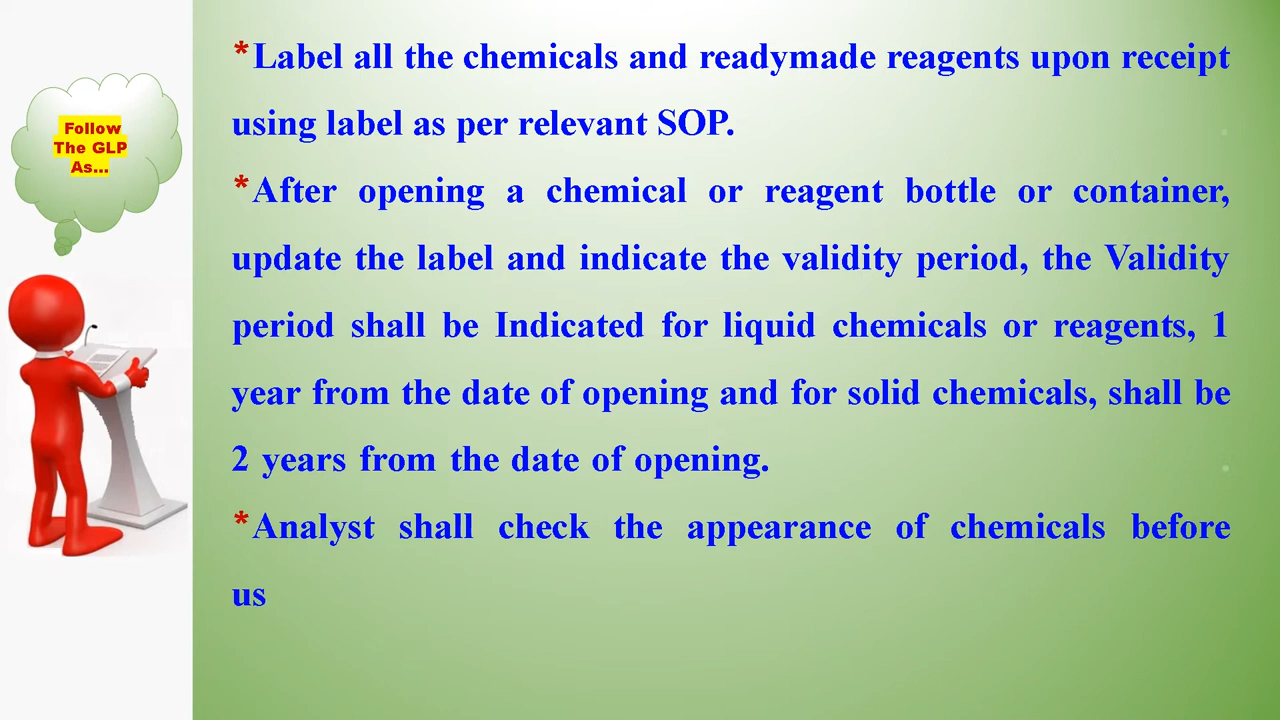 Follow
The GLP
As...
*Label all the chemicals and readymade reagents upon receipt
using label as per relevant SOP.
*After opening a chemical or reagent bottle or container,
update the label and indicate the validity period, the Validity
period shall be Indicated for liquid chemicals or reagents, 1
year from the date of opening and for solid chemicals, shall be
2 years from the date of opening.
*Analyst shall check the appearance of chemicals before
us